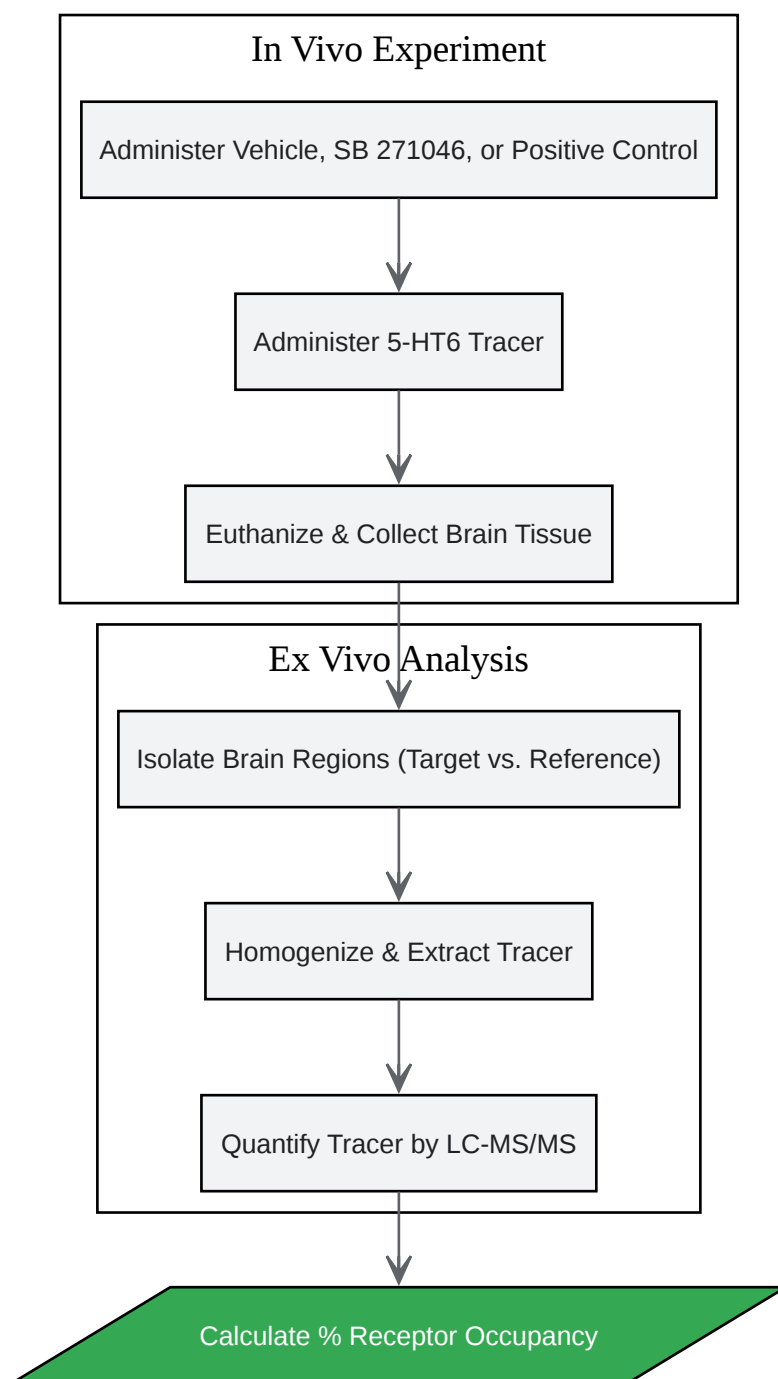 In Vivo Experiment
Administer Vehicle, SB 271046, or Positive Control
Administer 5-HT6 Tracer
Euthanize & Collect Brain Tissue
Ex Vivo Analysis
Isolate Brain Regions (Target vs. Reference)
Homogenize & Extract Tracer
Quantify Tracer by LC-MS/MS
Calculate % Receptor Occupancy